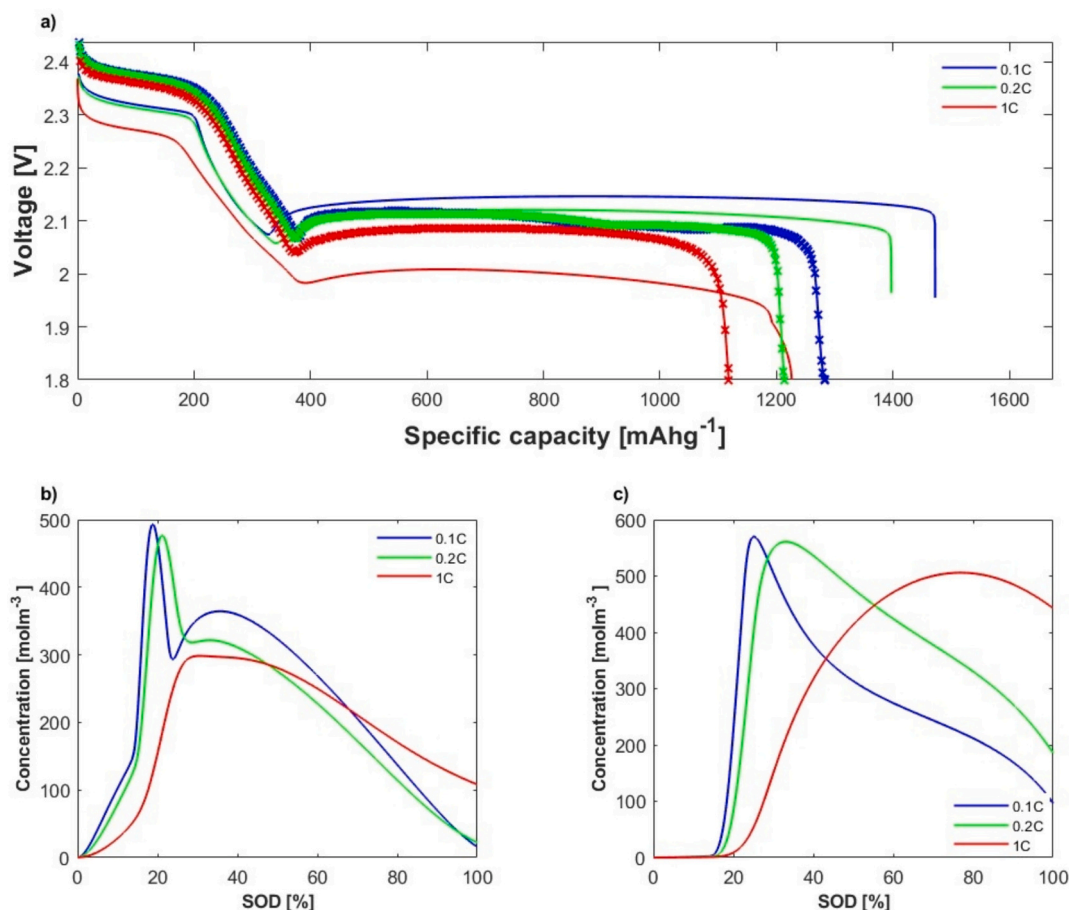 a)
2.4
2.3
2.2
2.1
2
1.9
1.8
Voltage [V]
0.1C
0.2C
1C
0 200 400 600 800 1000 1200 1400 1600
Specific capacity [mAhg-1]
b)
500
400
300
200
100
0
Concentration [molm-3]
0.1C
0.2C
1C
0 20 40 60 80 100
SOD [%]
c)
600
500
400
300
200
100
0
Concentration [molm-3]
0.1C
0.2C
1C
0 20 40 60 80 100
SOD [%]